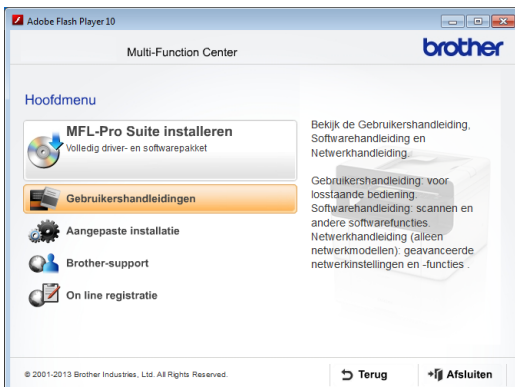 Adobe Flash Player 10
Multi-Function Center
brother
Hoofdmenu
MFL-Pro Suite installeren
Volledig driver- en softwarepakket
Gebruikershandleidingen
Aangepaste installatie
Brother-support
On line registratie
Bekijk de Gebruikershandleiding,
Softwarehandleiding en
Netwerkhandleiding.
Gebruikershandleiding: voor
losstaande bediening.
Softwarehandleiding: scannen en
andere softwarefuncties.
Netwerkhandleiding (alleen
netwerkmodellen): geavanceerde
netwerkinstellingen en -functies .
© 2001-2013 Brother Industries, Ltd. All Rights Reserved.
Terug
Afsluiten